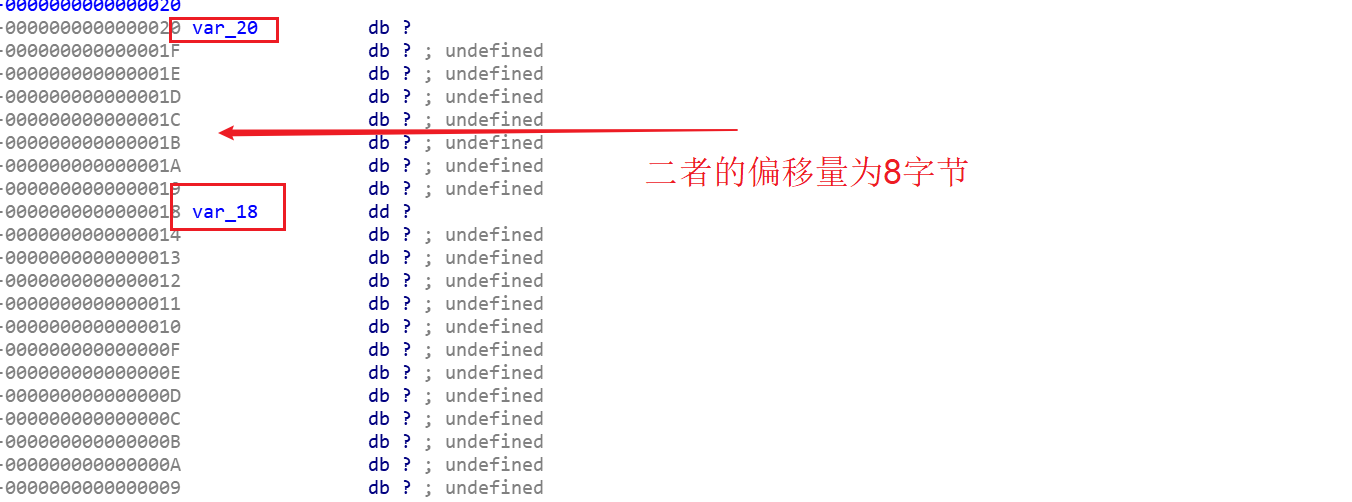 -0000000000000020
-0000000000000020 var_20 db ?
-000000000000001F db ? ; undefined
-000000000000001E db ? ; undefined
-000000000000001D db ? ; undefined
-000000000000001C db ? ; undefined
-000000000000001B db ? ; undefined
-000000000000001A db ? ; undefined
二者的偏移量为8字节
-0000000000000019 db ? ; undefined
-0000000000000018 var_18 dd ?
-0000000000000014 db ? ; undefined
-0000000000000013 db ? ; undefined
-0000000000000012 db ? ; undefined
-0000000000000011 db ? ; undefined
-0000000000000010 db ? ; undefined
-000000000000000F db ? ; undefined
-000000000000000E db ? ; undefined
-000000000000000D db ? ; undefined
-000000000000000C db ? ; undefined
-000000000000000B db ? ; undefined
-000000000000000A db ? ; undefined
-0000000000000009 db ? ; undefined